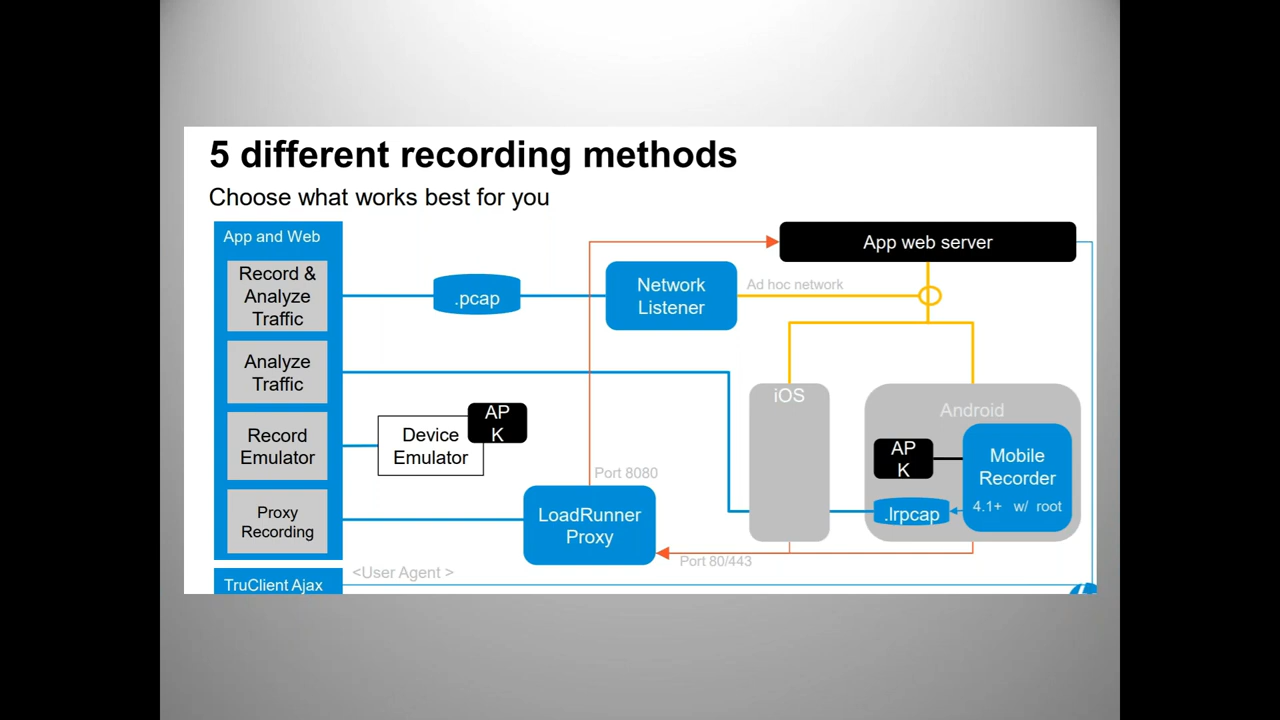 5 different recording methods
Choose what works best for you
App and Web
Record &
Analyze
Traffic
.pcap
Network
Listener
Ad hoc network
App web server
Analyze
Traffic
iOS
Android
Record
Emulator
Device
Emulator
AP
K
AP
K
Mobile
Recorder
4.1+ w/ root
.lrpcap
Port 8080
Proxy
Recording
LoadRunner
Proxy
Port 80/443
<User Agent >
TruClient Ajax